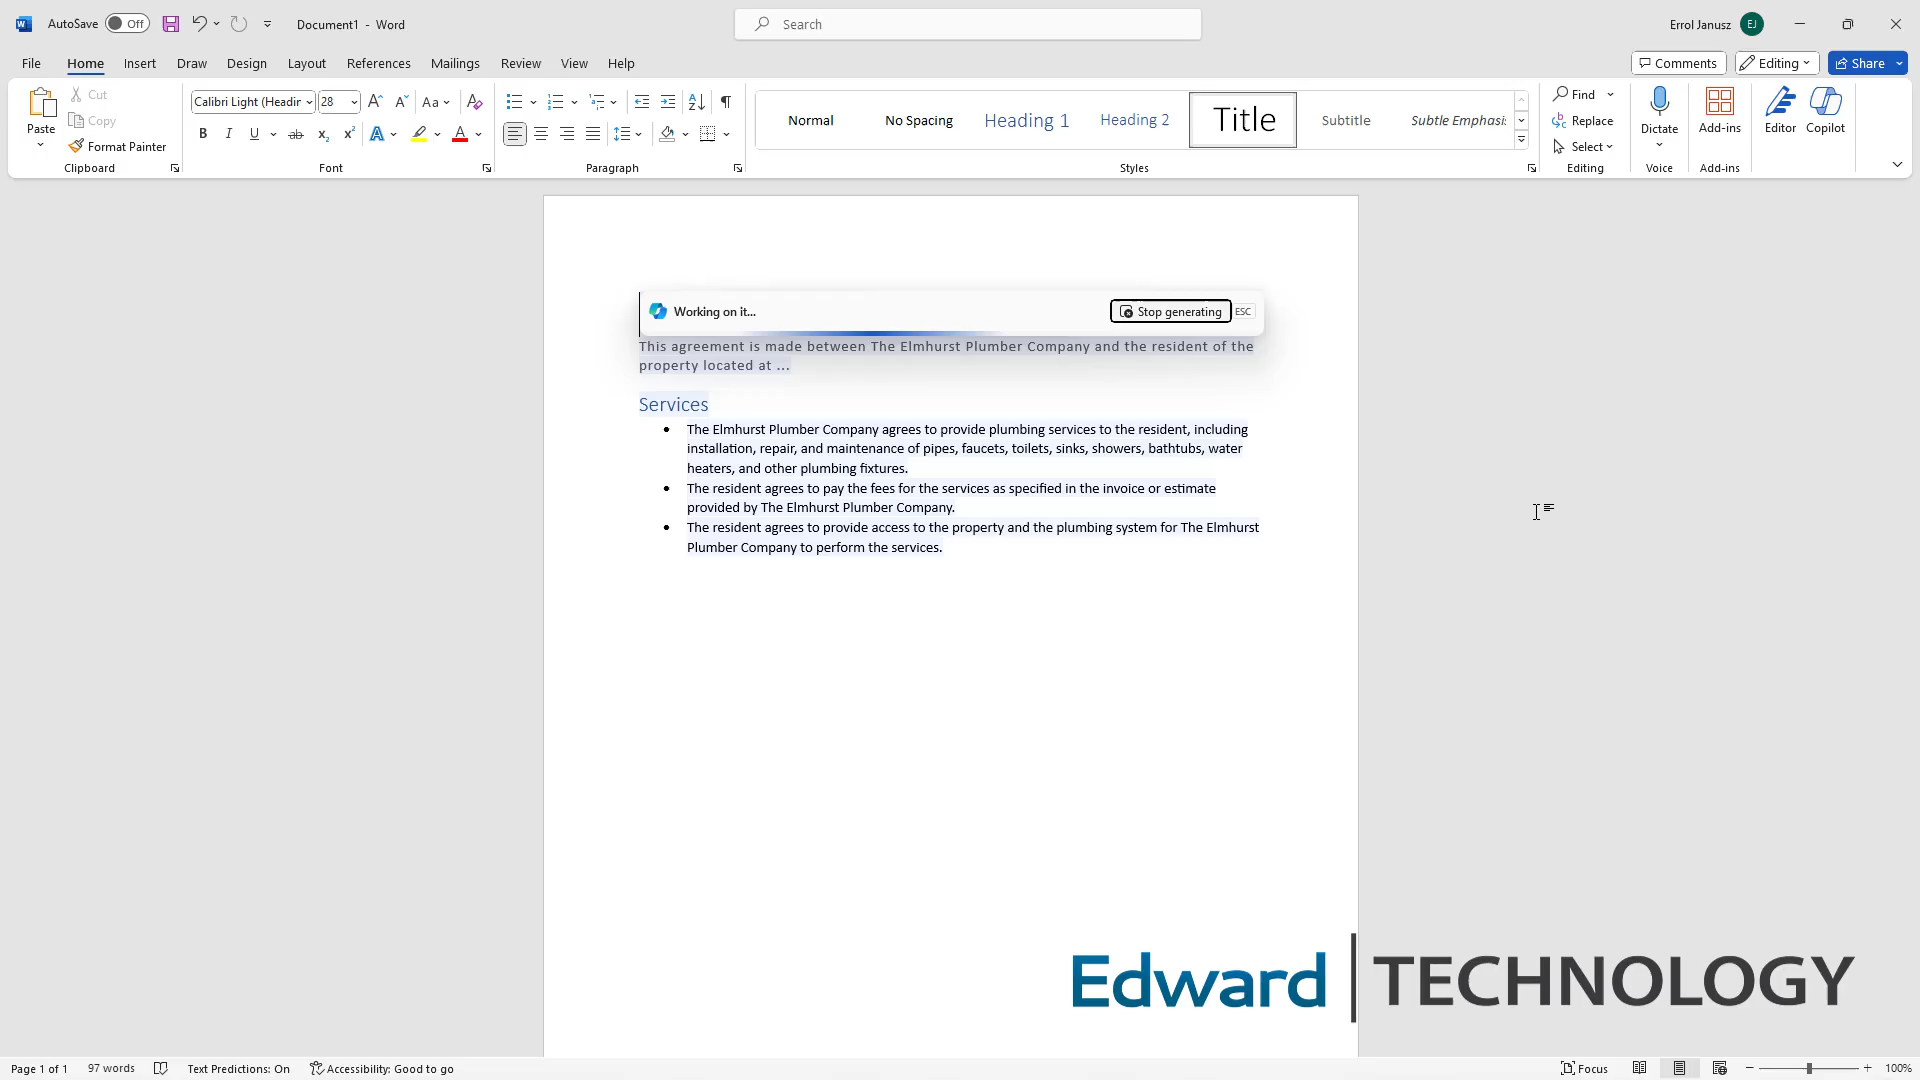 AutoSave Off Document1 - Word Search Errol Janusz EJ
File Home Insert Draw Design Layout References Mailings Review View Help Comments Editing Share
Paste Cut Copy Format Painter Clipboard
Calibri Light (Headir 28 Aa Font
Paragraph
Normal No Spacing Heading 1 Heading 2 Title Subtitle Subtle Emphasis Styles
Find Replace Select Editing
Dictate Voice
Add-ins Add-ins
Editor Copilot
Working on it... Stop generating ESC
This agreement is made between The Elmhurst Plumber Company and the resident of the
property located at ...
Services
• The Elmhurst Plumber Company agrees to provide plumbing services to the resident, including
installation, repair, and maintenance of pipes, faucets, toilets, sinks, showers, bathtubs, water
heaters, and other plumbing fixtures.
• The resident agrees to pay the fees for the services as specified in the invoice or estimate
provided by The Elmhurst Plumber Company.
• The resident agrees to provide access to the property and the plumbing system for The Elmhurst
Plumber Company to perform the services.
Edward | TECHNOLOGY
Page 1 of 1 97 words Text Predictions: On Accessibility: Good to go Focus 100%